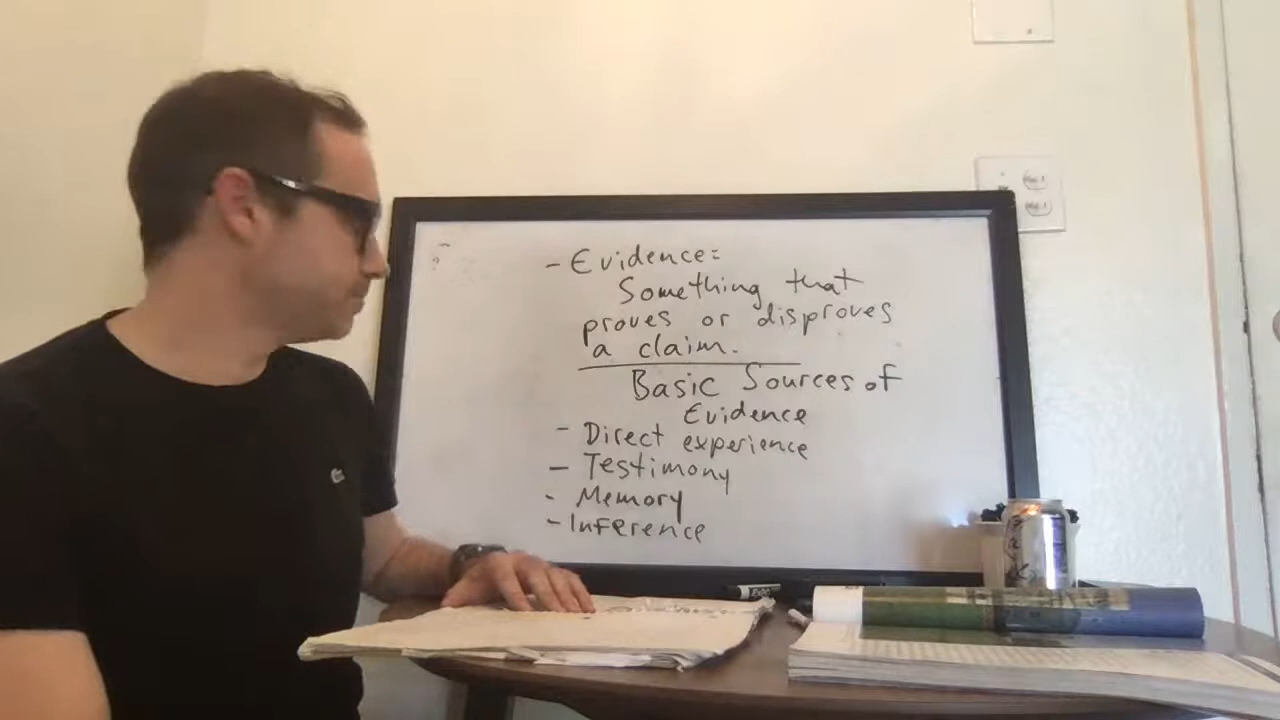 - Evidence:
Something that
proves or disproves
a claim.
Basic Sources of
Evidence
- Direct experience
- Testimony
- Memory
- Inference